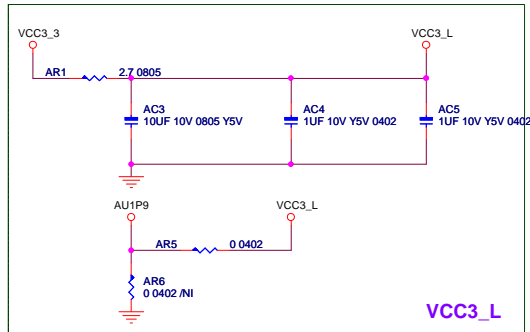 VCC3_3
VCC3_L
AR1
2.7 0805
AC3
10UF 10V 0805 Y5V
AC4
1UF 10V Y5V 0402
AC5
1UF 10V Y5V 0402
AU1P9
VCC3_L
AR5
0 0402
AR6
0 0402 /NI
VCC3_L